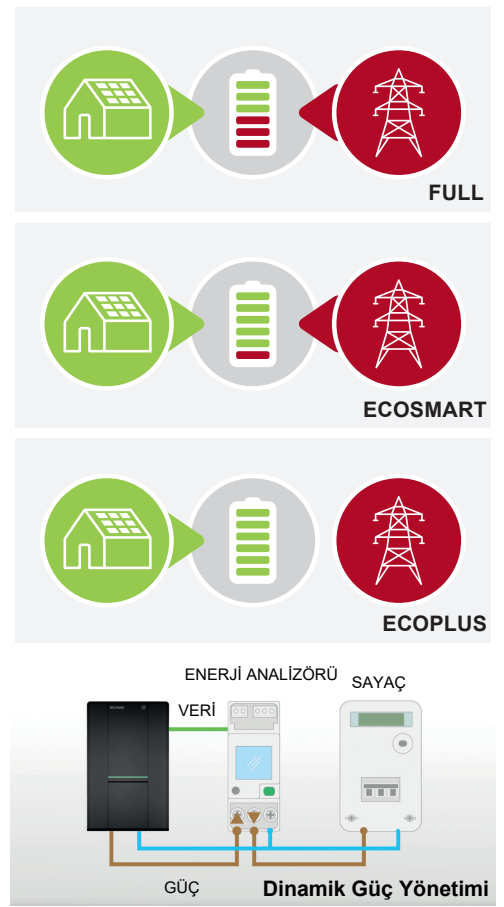 FULL
ECOSMART
ECOPLUS
ENERJİ ANALİZÖRÜ
SAYAÇ
VERİ
GÜÇ
Dinamik Güç Yönetimi